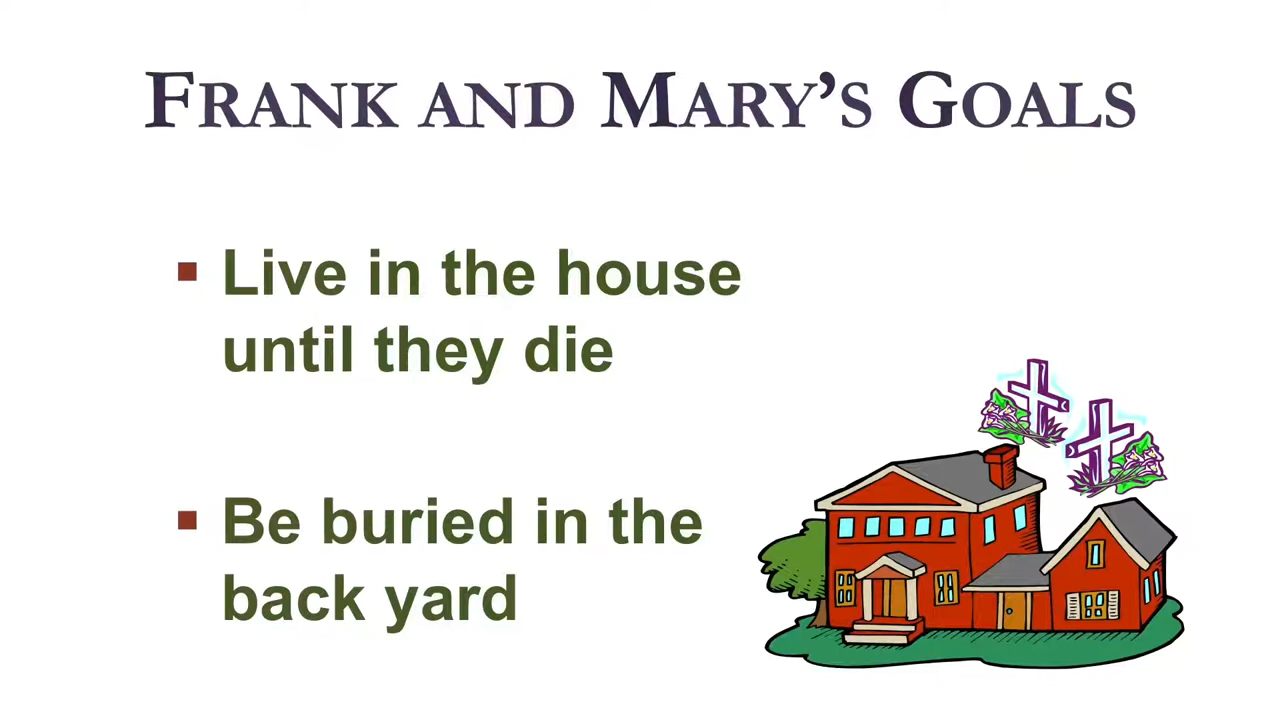 FRANK AND MARY’S GOALS
▪ Live in the house
until they die
▪ Be buried in the
back yard